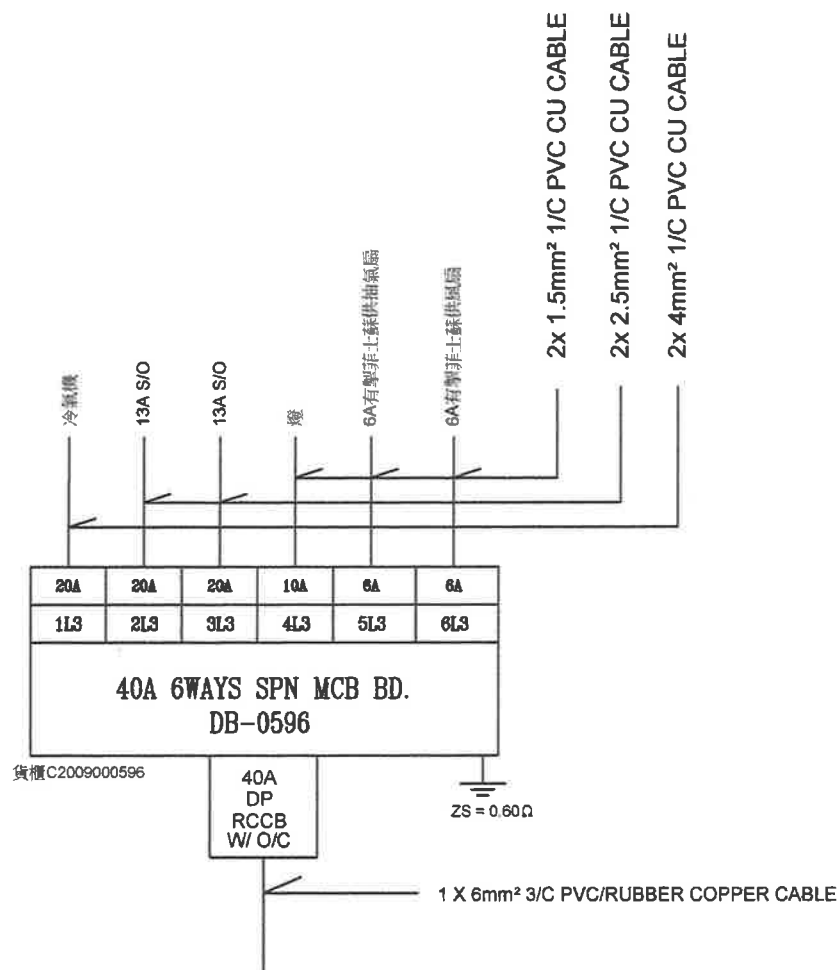 2x 1.5mm² 1/C PVC CU CABLE
2x 2.5mm² 1/C PVC CU CABLE
2x 4mm² 1/C PVC CU CABLE
冷氣機
13A S/O
13A S/O
燈
6A有掣菲士蘇供抽氣扇
6A有掣菲士蘇供風扇
20A 20A 20A 10A 6A 6A
1L3 2L3 3L3 4L3 5L3 6L3
40A 6WAYS SPN MCB BD.
DB-0596
貨櫃C2009000596
40A
DP
RCCB
W/ O/C
ZS = 0.60Ω
1 X 6mm² 3/C PVC/RUBBER COPPER CABLE